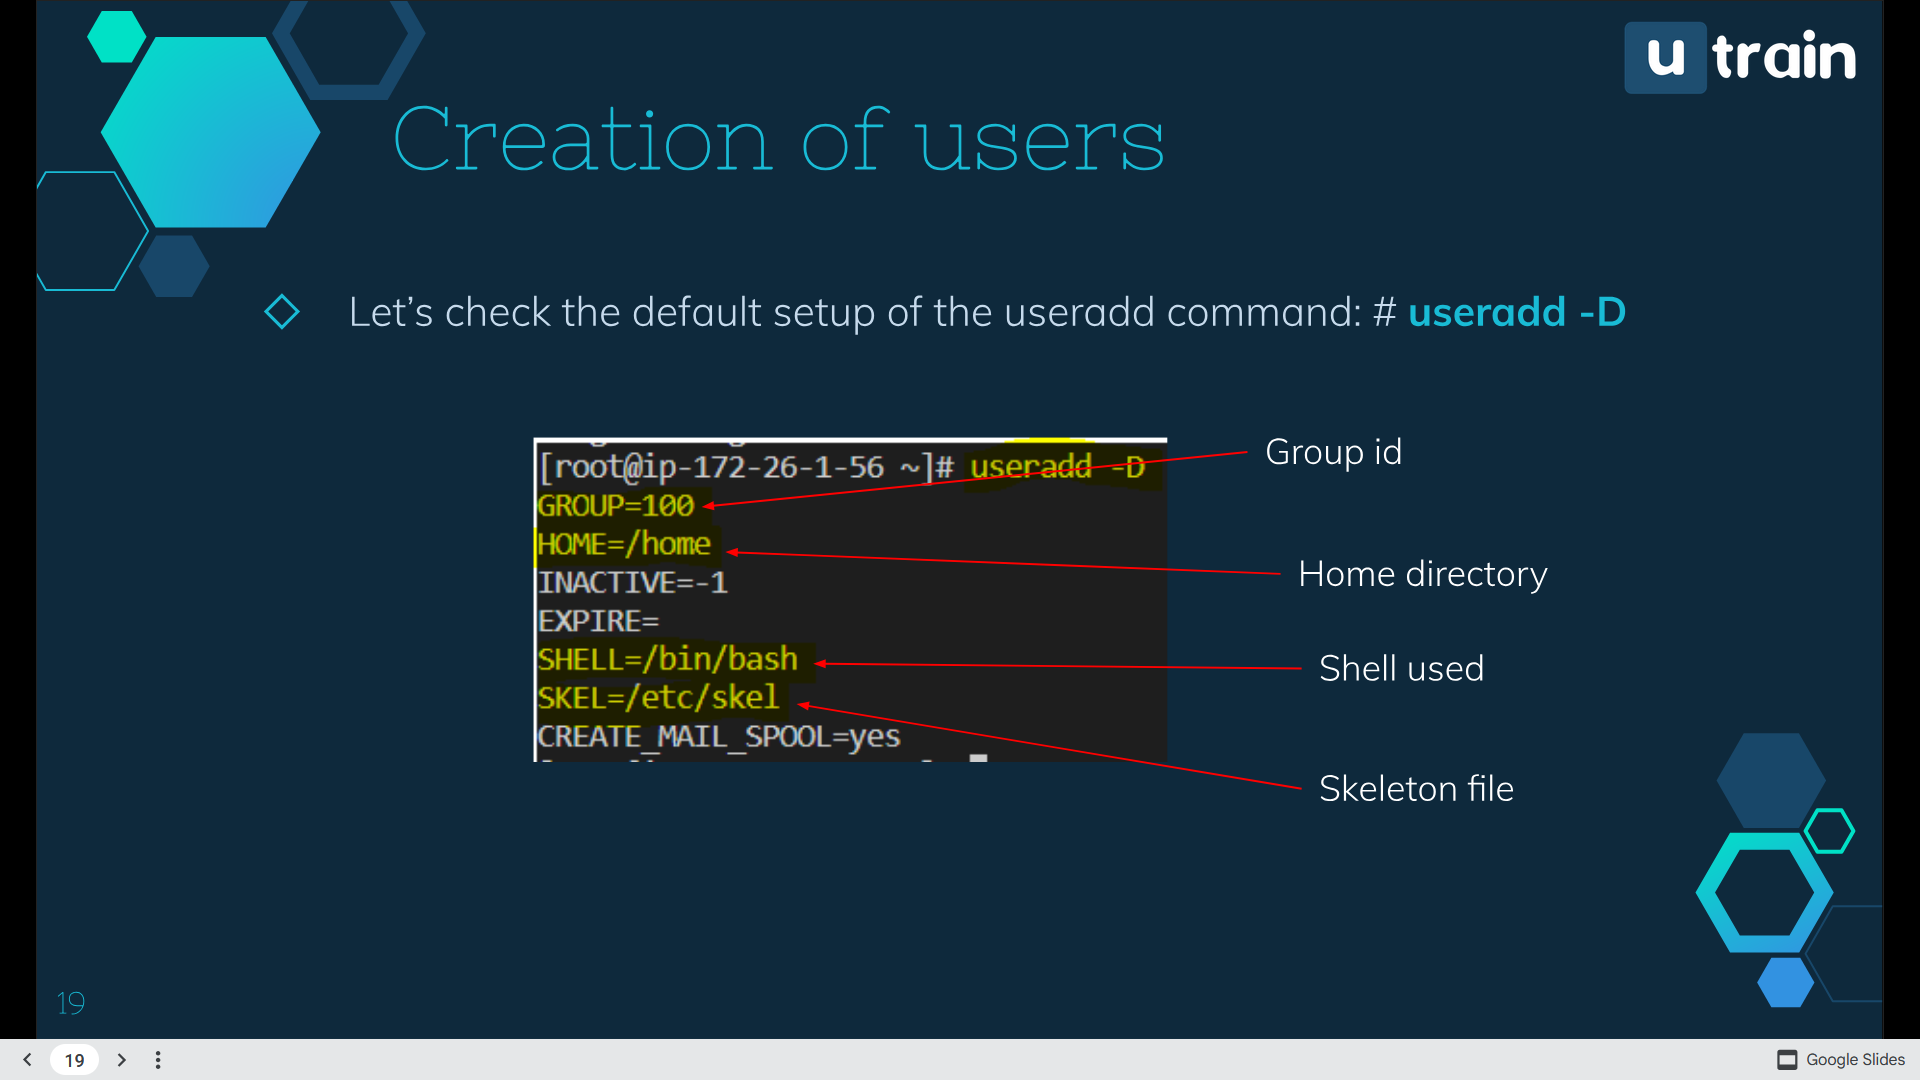 u train
Creation of users
Let’s check the default setup of the useradd command: # useradd -D
[root@ip-172-26-1-56 ~]# useradd -D
GROUP=100
HOME=/home
INACTIVE=-1
EXPIRE=
SHELL=/bin/bash
SKEL=/etc/skel
CREATE_MAIL_SPOOL=yes
Group id
Home directory
Shell used
Skeleton file
19
19
Google Slides